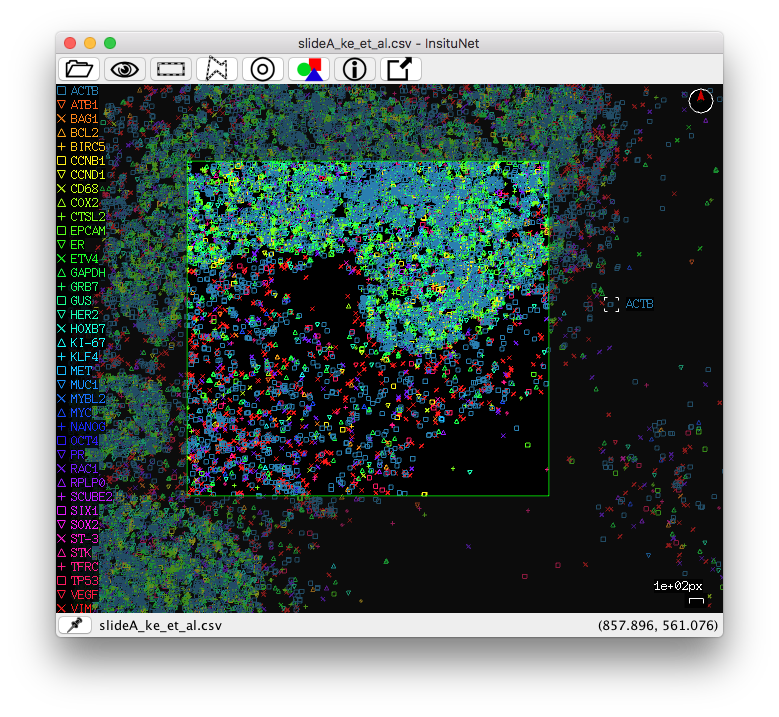 slideA_ke_et_al.csv - InsituNet
ACTB
ATB1
BAG1
BCL2
BIRC5
CCNB1
CCND1
CD68
COX2
CTSL2
EPCAM
ER
ETV4
GAPDH
GRB7
GUS
HER2
HOXB7
KI-67
KLF4
MET
MUC1
MYBL2
MYC
NANOG
OCT4
PR
RAC1
RPLP0
SCUBE2
SIX1
SOX2
ST-3
STK
TFRC
TP53
VEGF
VIM
ACTB
1e+02px
slideA_ke_et_al.csv
(857.896, 561.076)